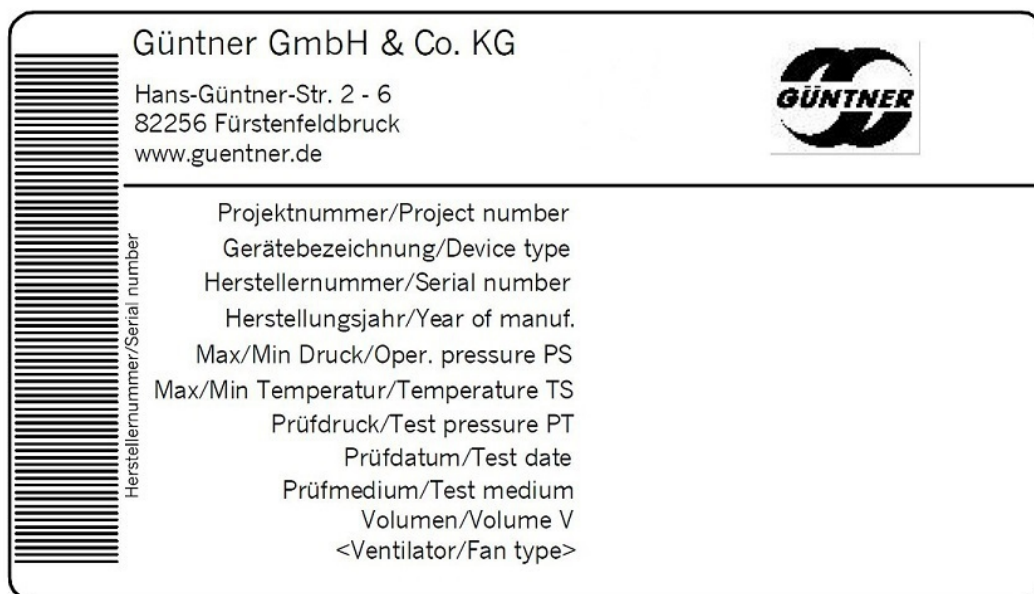 Güntner GmbH & Co. KG
Hans-Güntner-Str. 2 - 6
82256 Fürstenfeldbruck
www.guentner.de
GÜNTNER
Herstellernummer/Serial number
Projektnummer/Project number
Gerätebezeichnung/Device type
Herstellernummer/Serial number
Herstellungsjahr/Year of manuf.
Max/Min Druck/Oper. pressure PS
Max/Min Temperatur/Temperature TS
Prüfdruck/Test pressure PT
Prüfdatum/Test date
Prüfmedium/Test medium
Volumen/Volume V
<Ventilator/Fan type>